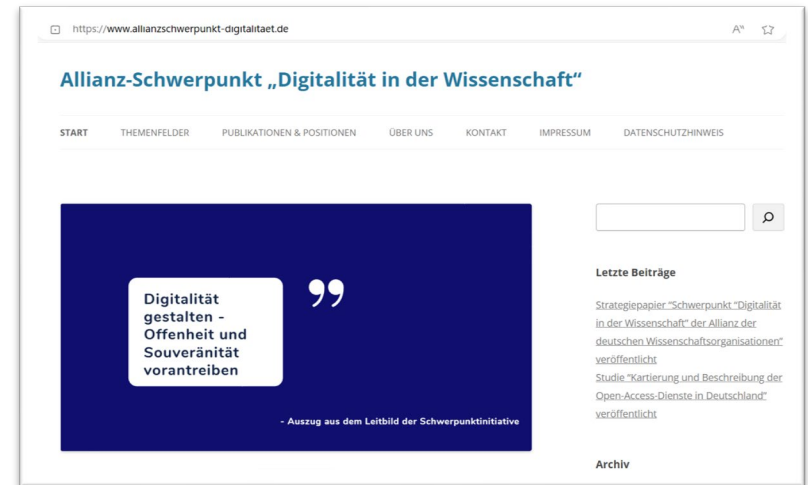 https://www.allianzschwerpunkt-digitalitaet.de
Allianz-Schwerpunkt „Digitalität in der Wissenschaft“
START THEMENFELDER PUBLIKATIONEN & POSITIONEN ÜBER UNS KONTAKT IMPRESSUM DATENSCHUTZHINWEIS
Digitalität
gestalten -
Offenheit und
Souveränität
vorantreiben
”
- Auszug aus dem Leitbild der Schwerpunktinitiative
Letzte Beiträge
Strategiepapier “Schwerpunkt “Digitalität
in der Wissenschaft” der Allianz der
deutschen Wissenschaftsorganisationen”
veröffentlicht
Studie “Kartierung und Beschreibung der
Open-Access-Dienste in Deutschland”
veröffentlicht
Archiv